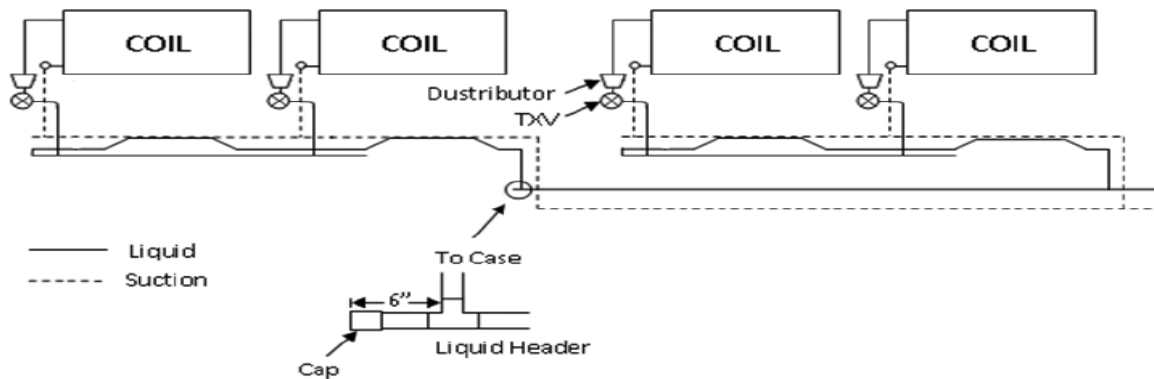 COIL
COIL
COIL
COIL
Dustributor
TXV
Liquid
Suction
To Case
6”
Liquid Header
Cap